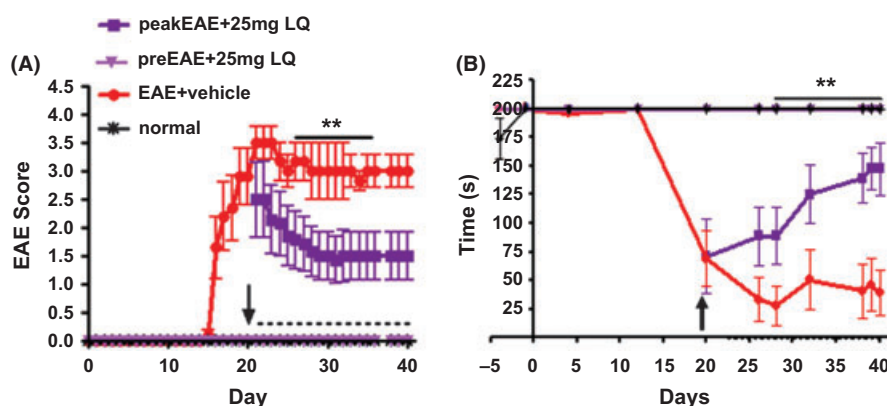 peakEAE+25mg LQ
preEAE+25mg LQ
EAE+vehicle
normal
(A)
4.5
4.0
3.5
3.0
2.5
2.0
1.5
1.0
0.5
0.0
EAE Score
**
0 10 20 30 40
Day
(B)
225
200
175
150
125
100
75
50
25
Time (s)
**
–5 0 5 10 15 20 25 30 35 40
Days